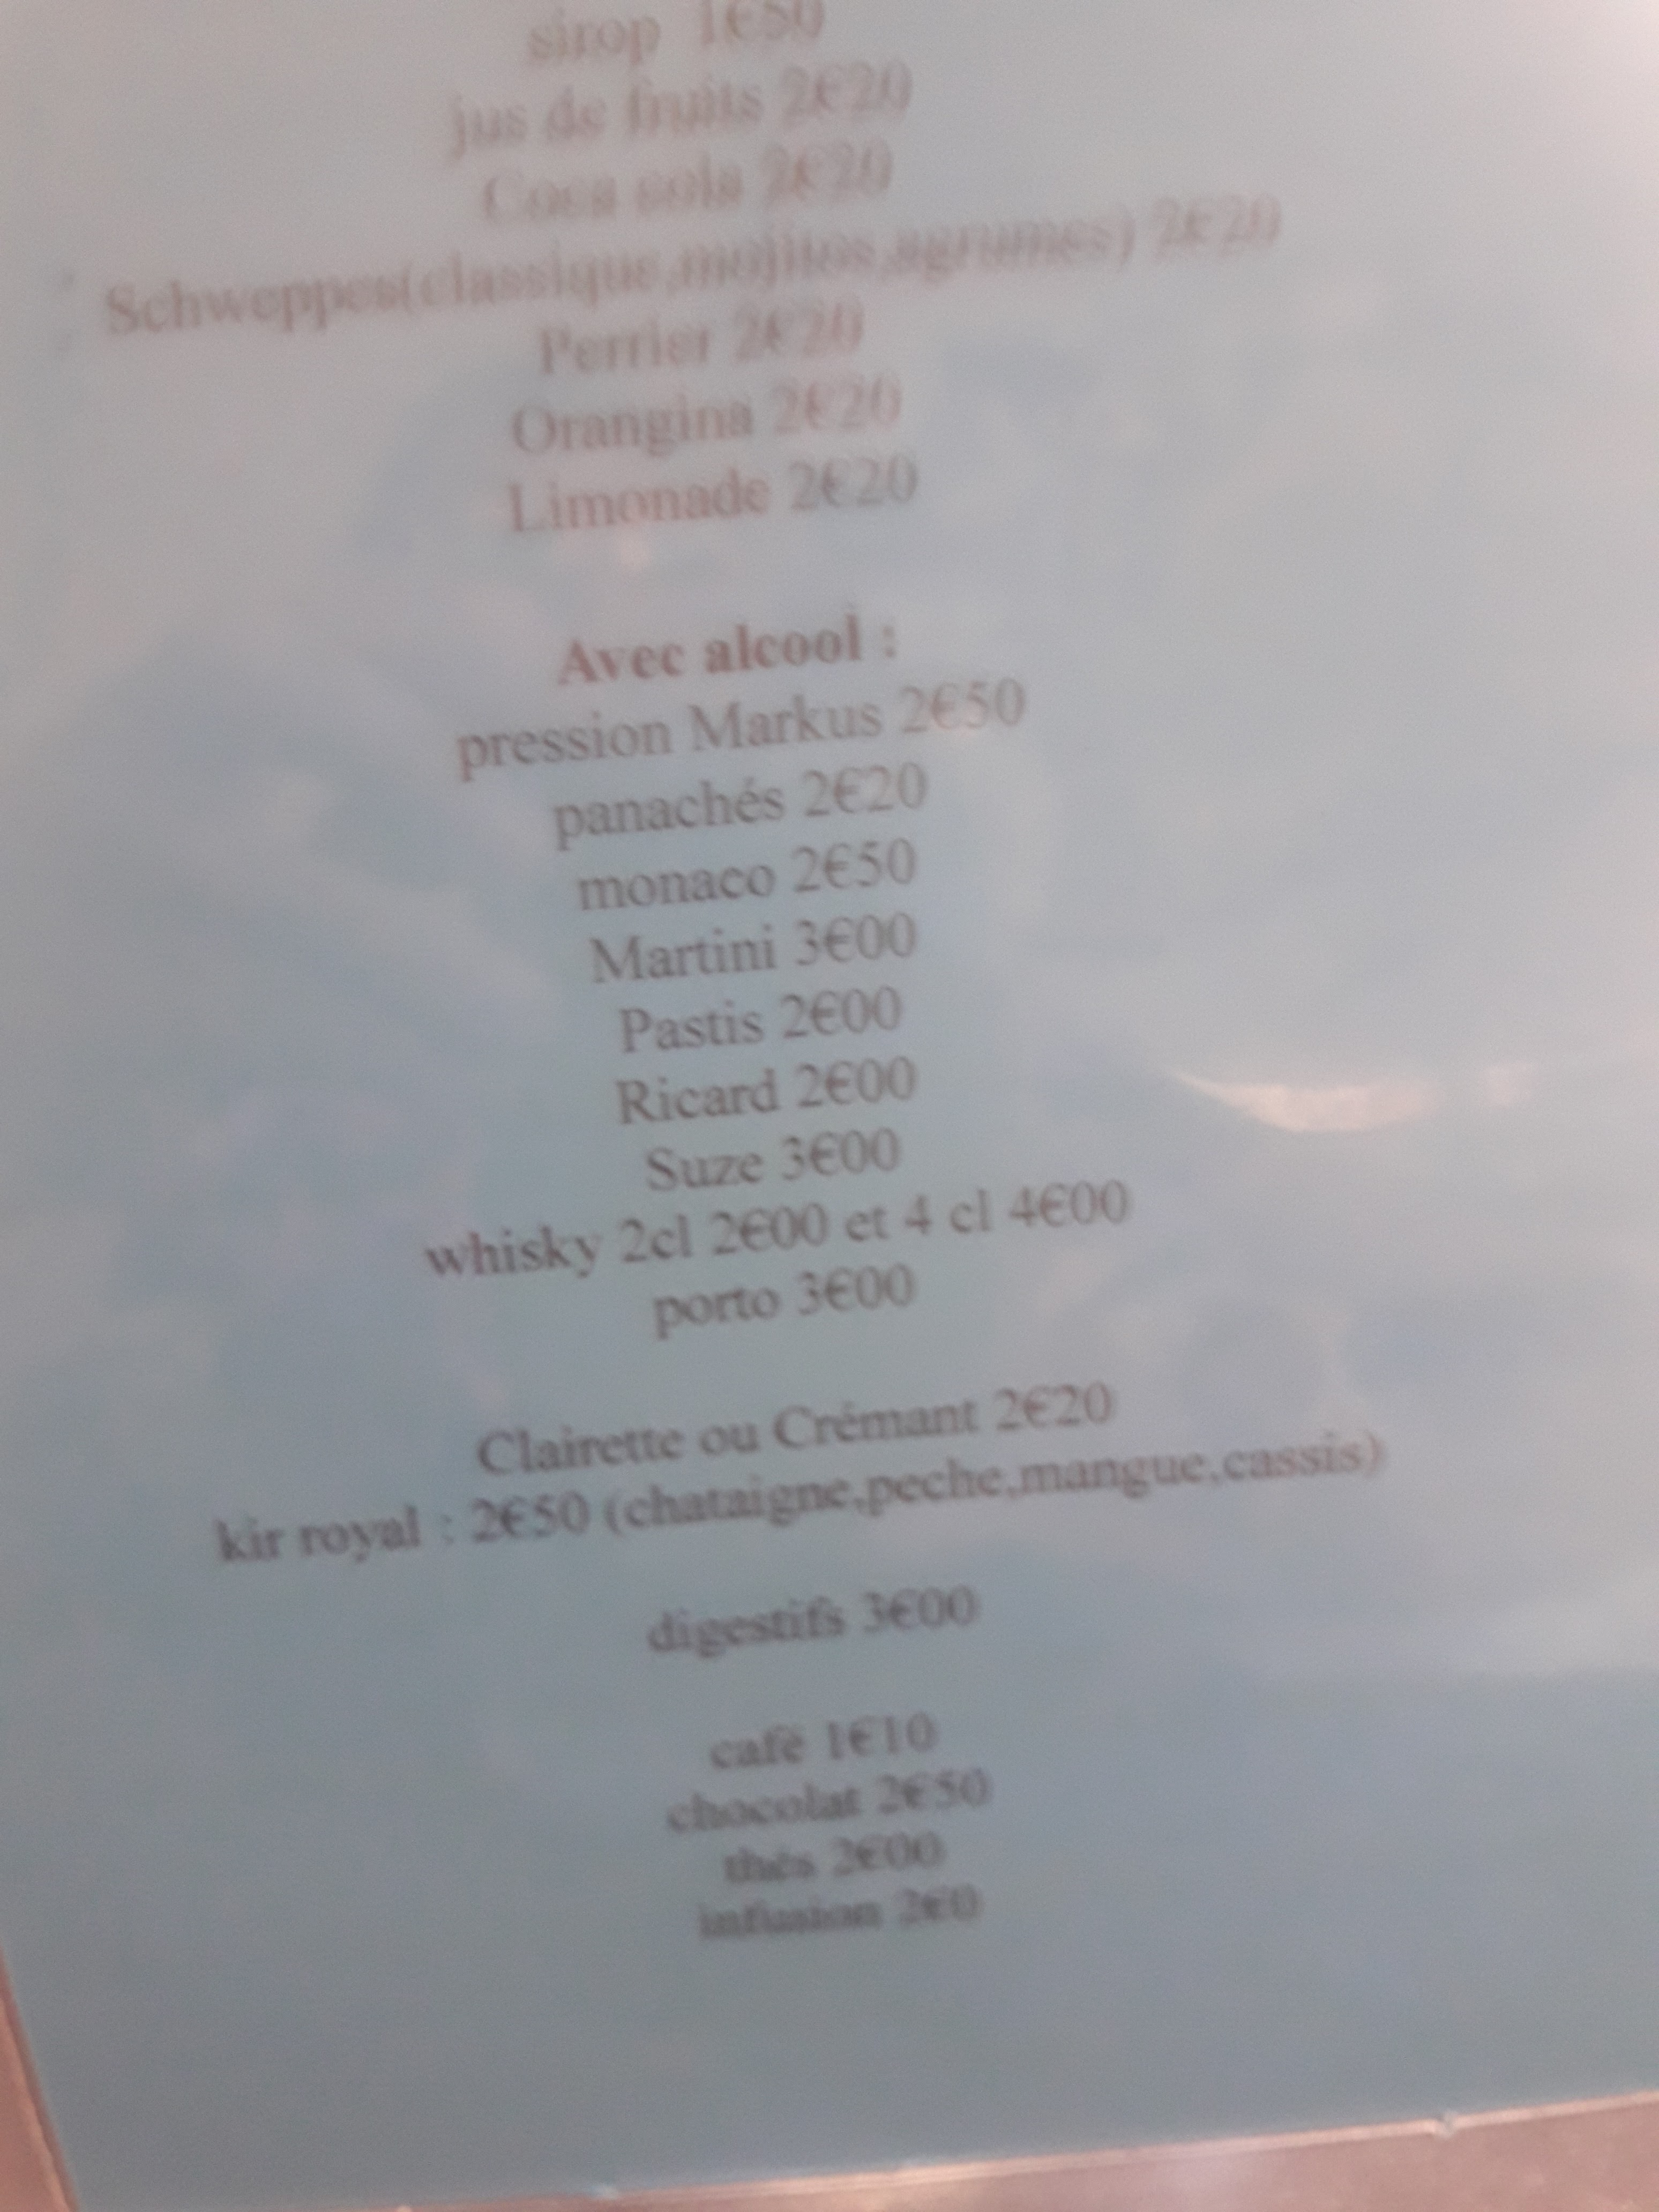 sirop 1€50
jus de fruits 2€20
Coca cola 2€20
Schweppes(classique,mojitos,agrumes) 2€20
Perrier 2€20
Orangina 2€20
Limonade 2€20
Avec alcool :
pression Markus 2€50
panachés 2€20
monaco 2€50
Martini 3€00
Pastis 2€00
Ricard 2€00
Suze 3€00
whisky 2cl 2€00 et 4 cl 4€00
porto 3€00
Clairette ou Crémant 2€20
kir royal : 2€50 (chataigne,peche,mangue,cassis)
digestifs 3€00
café 1€10
chocolat 2€50
thés 2€00
infusion 2€0